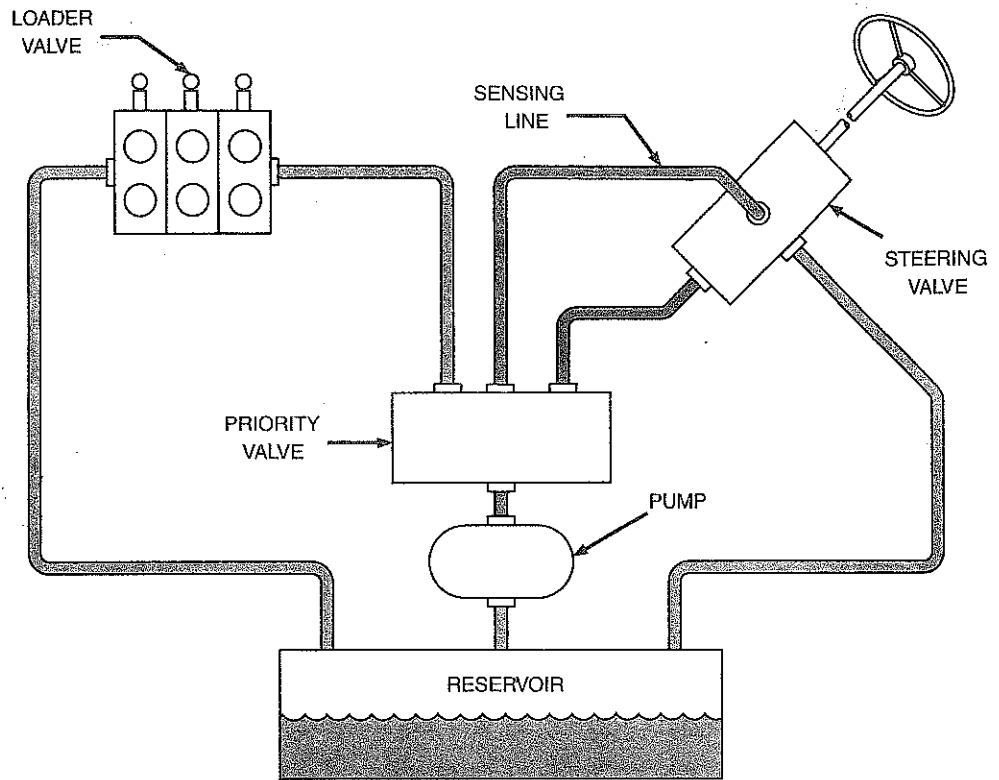 LOADER
VALVE
SENSING
LINE
STEERING
VALVE
PRIORITY
VALVE
PUMP
RESERVOIR